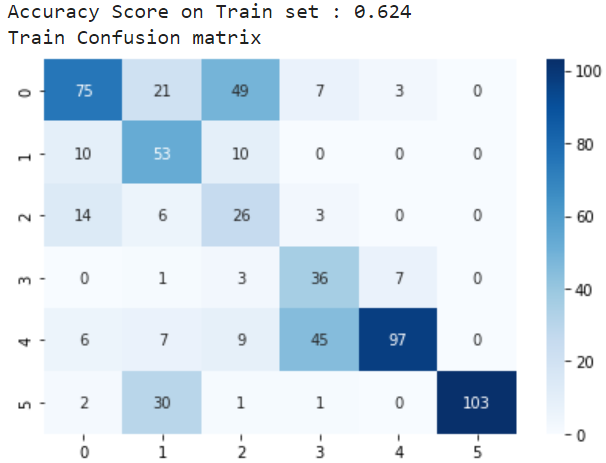 Accuracy Score on Train set : 0.624
Train Confusion matrix
0 75 21 49 7 3 0
1 10 53 10 0 0 0
2 14 6 26 3 0 0
3 0 1 3 36 7 0
4 6 7 9 45 97 0
5 2 30 1 1 0 103
0 1 2 3 4 5
100
80
60
40
20
0